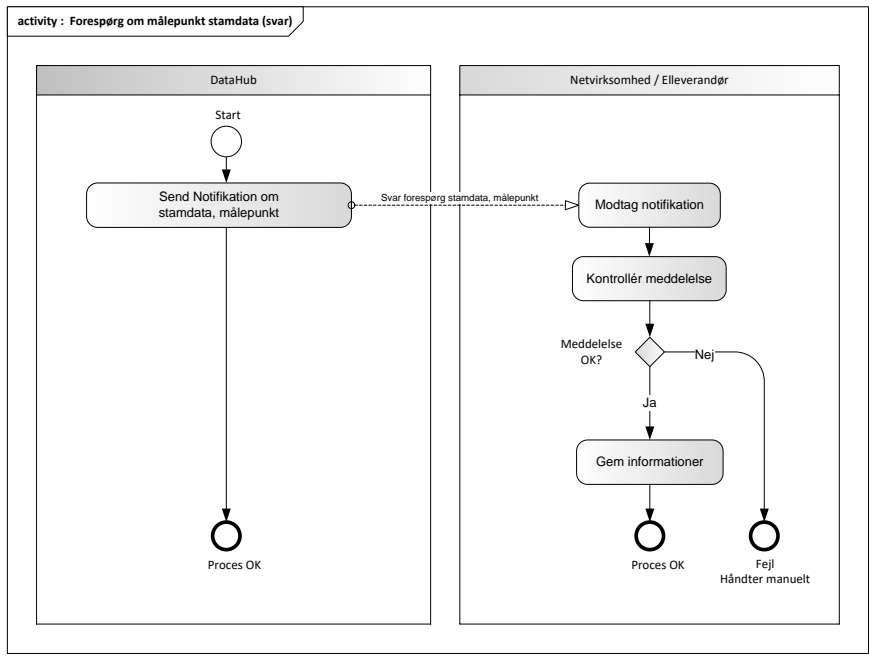 activity : Forespørg om målepunkt stamdata (svar)
DataHub
Netvirksomhed / Elleverandør
Start
Send Notifikation om
stamdata, målepunkt
Svar forespørg stamdata, målepunkt
Modtag notifikation
Kontrollér meddelelse
Meddelelse
OK?
Nej
Ja
Gem informationer
Proces OK
Proces OK
Fejl
Håndter manuelt